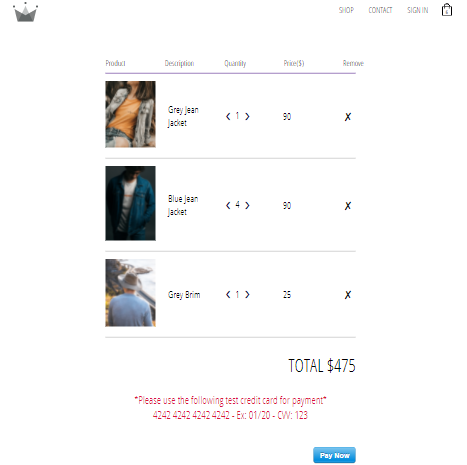 SHOP CONTACT SIGN IN
Product Description Quantity Price($) Remove
Grey Jean
Jacket
❮ 1 ❯ 90 ✗
Blue Jean
Jacket
❮ 4 ❯ 90 ✗
Grey Brim ❮ 1 ❯ 25 ✗
TOTAL $475
*Please use the following test credit card for payment*
4242 4242 4242 4242 - Ex: 01/20 - CVV: 123
Pay Now